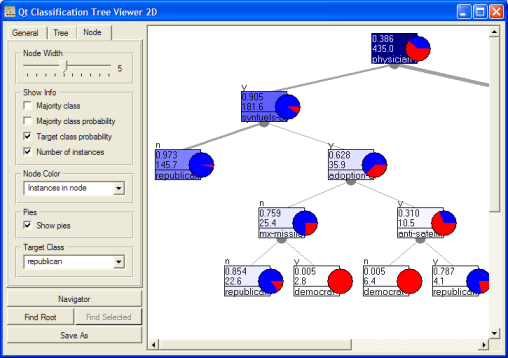 Qt Classification Tree Viewer 2D
General Tree Node
Node Width
5
Show Info
Majority class
Majority class probability
Target class probability
Number of instances
Node Color
Instances in node
Pies
Show pies
Target Class
republican
Navigator
Find Root Find Selected
Save As
0.386
435.0
physician
y
0.905
181.6
synfuels-
n
0.973
145.7
republican
y
0.628
35.9
adoption-
n
0.759
25.4
mx-missile
y
0.310
10.5
anti-satelli
n
0.854
22.6
republican
y
0.005
2.8
democrat
n
0.005
6.4
democrat
y
0.787
4.1
republican